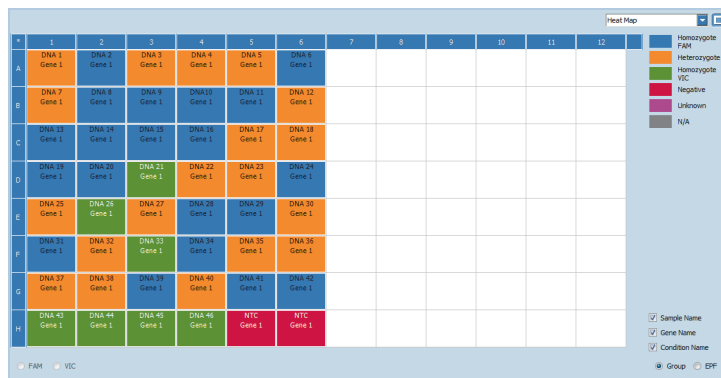 Heat Map
* 1 2 3 4 5 6 7 8 9 10 11 12
Homozygote
FAM
Heterozygote
Homozygote
VIC
Negative
Unknown
N/A
A
DNA 1 DNA 2 DNA 3 DNA 4 DNA 5 DNA 6
Gene 1 Gene 1 Gene 1 Gene 1 Gene 1 Gene 1
B
DNA 7 DNA 8 DNA 9 DNA10 DNA 11 DNA 12
Gene 1 Gene 1 Gene 1 Gene 1 Gene 1 Gene 1
C
DNA 13 DNA 14 DNA 15 DNA 16 DNA 17 DNA 18
Gene 1 Gene 1 Gene 1 Gene 1 Gene 1 Gene 1
D
DNA 19 DNA 20 DNA 21 DNA 22 DNA 23 DNA 24
Gene 1 Gene 1 Gene 1 Gene 1 Gene 1 Gene 1
E
DNA 25 DNA 26 DNA 27 DNA 28 DNA 29 DNA 30
Gene 1 Gene 1 Gene 1 Gene 1 Gene 1 Gene 1
F
DNA 31 DNA 32 DNA 33 DNA 34 DNA 35 DNA 36
Gene 1 Gene 1 Gene 1 Gene 1 Gene 1 Gene 1
G
DNA 37 DNA 38 DNA 39 DNA 40 DNA 41 DNA 42
Gene 1 Gene 1 Gene 1 Gene 1 Gene 1 Gene 1
H
DNA 43 DNA 44 DNA 45 DNA 46 NTC NTC
Gene 1 Gene 1 Gene 1 Gene 1 Gene 1 Gene 1
Sample Name
Gene Name
Condition Name
FAM VIC
Group EPF